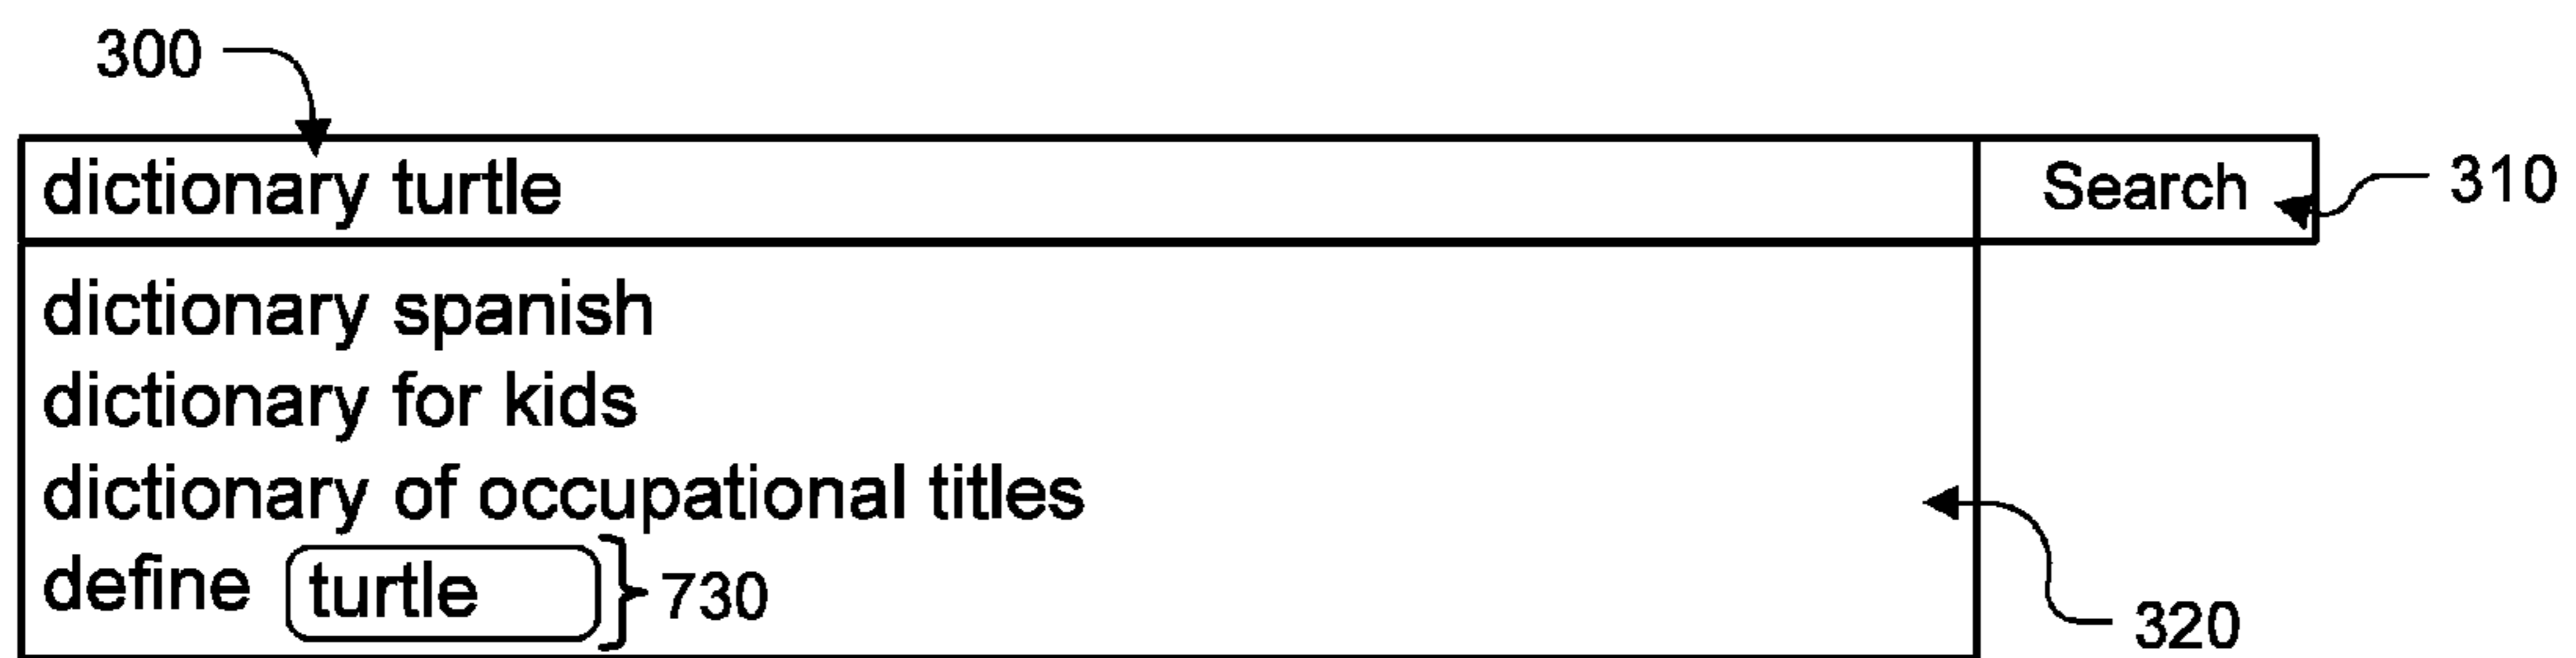 300
dictionary turtle Search 310
dictionary spanish
dictionary for kids
dictionary of occupational titles
define turtle 730
320